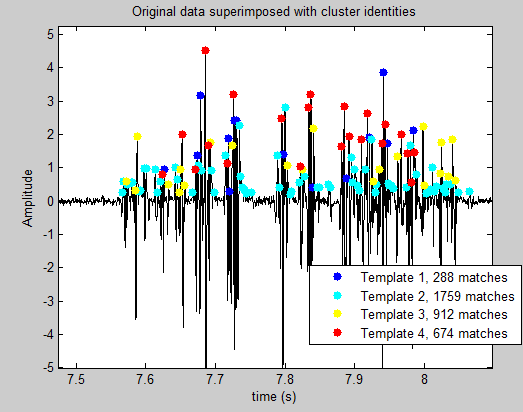 Original data superimposed with cluster identities
5
4
3
2
1
0
-1
-2
-3
-4
-5
Amplitude
Template 1, 288 matches
Template 2, 1759 matches
Template 3, 912 matches
Template 4, 674 matches
7.5 7.6 7.7 7.8 7.9 8
time (s)